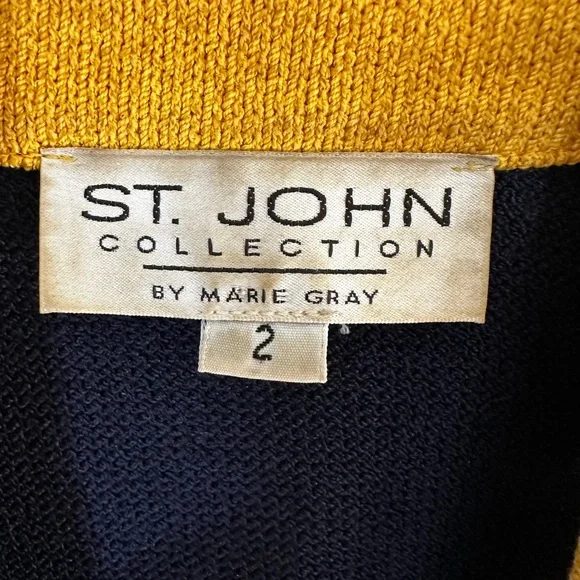 ST. JOHN
COLLECTION
BY MARIE GRAY
2